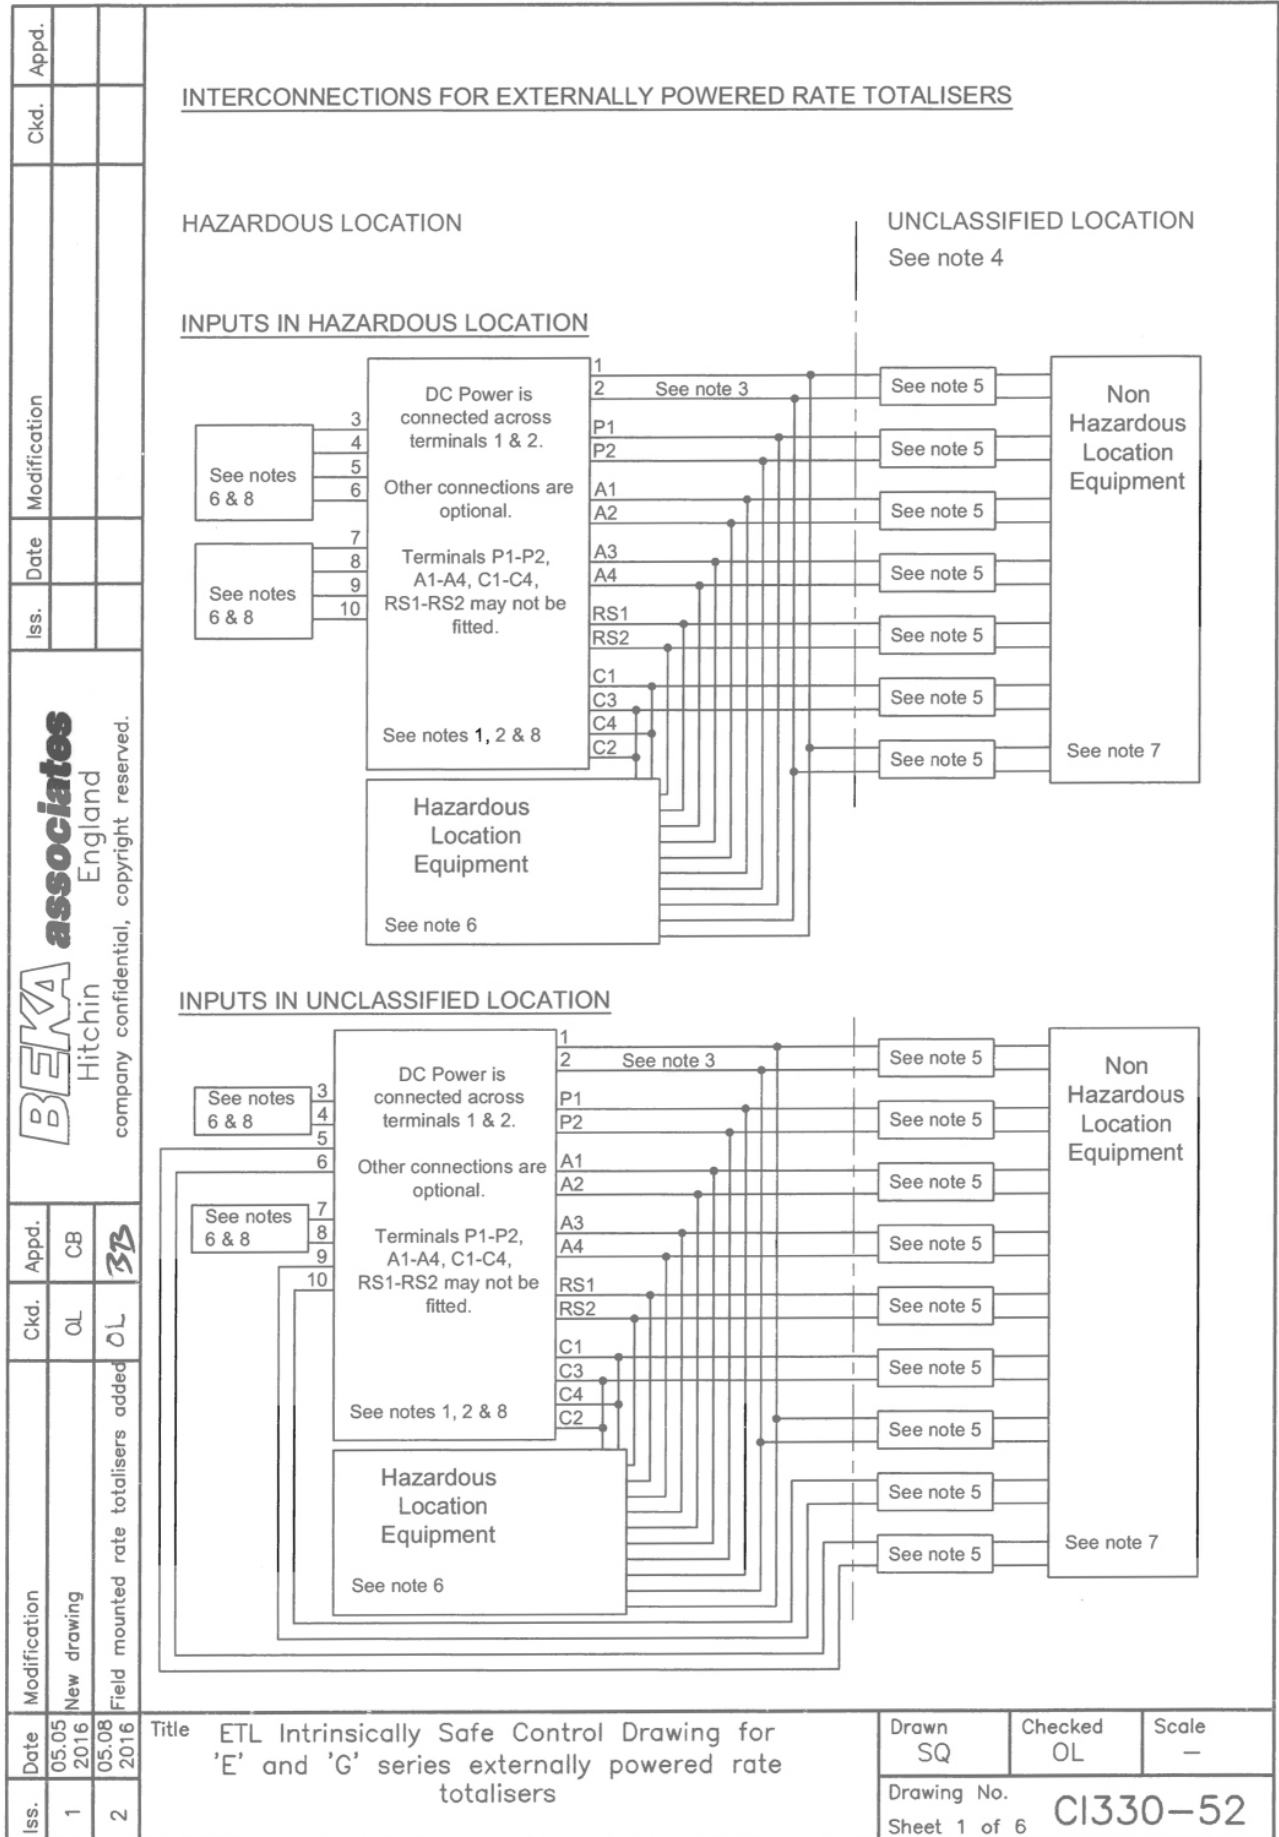 INTERCONNECTIONS FOR EXTERNALLY POWERED RATE TOTALISERS
HAZARDOUS LOCATION
UNCLASSIFIED LOCATION
See note 4
INPUTS IN HAZARDOUS LOCATION
See notes
6 & 8
See notes
6 & 8
3
4
5
6
7
8
9
10
DC Power is
connected across
terminals 1 & 2.
Other connections are
optional.
Terminals P1-P2,
A1-A4, C1-C4,
RS1-RS2 may not be
fitted.
See notes 1, 2 & 8
1
2
See note 3
P1
P2
A1
A2
A3
A4
RS1
RS2
C1
C3
C4
C2
See note 5
See note 5
See note 5
See note 5
See note 5
See note 5
See note 5
Non
Hazardous
Location
Equipment
See note 7
Hazardous
Location
Equipment
See note 6
INPUTS IN UNCLASSIFIED LOCATION
See notes
6 & 8
See notes
6 & 8
3
4
5
6
7
8
9
10
DC Power is
connected across
terminals 1 & 2.
Other connections are
optional.
Terminals P1-P2,
A1-A4, C1-C4,
RS1-RS2 may not be
fitted.
See notes 1, 2 & 8
1
2
See note 3
P1
P2
A1
A2
A3
A4
RS1
RS2
C1
C3
C4
C2
See note 5
See note 5
See note 5
See note 5
See note 5
See note 5
See note 5
See note 5
See note 5
Non
Hazardous
Location
Equipment
See note 7
Hazardous
Location
Equipment
See note 6
Title
ETL Intrinsically Safe Control Drawing for
'E' and 'G' series externally powered rate
totalisers
Drawn
SQ
Checked
OL
Scale
–
Drawing No.
CI330–52
Sheet 1 of 6
Iss. Date Modification Ckd. Appd.
1 05.05 2016 New drawing OL CB
2 05.08 2016 Field mounted rate totalisers added OL BB
BEKA associates
Hitchin England
company confidential, copyright reserved.
Iss. Date Modification Ckd. Appd.